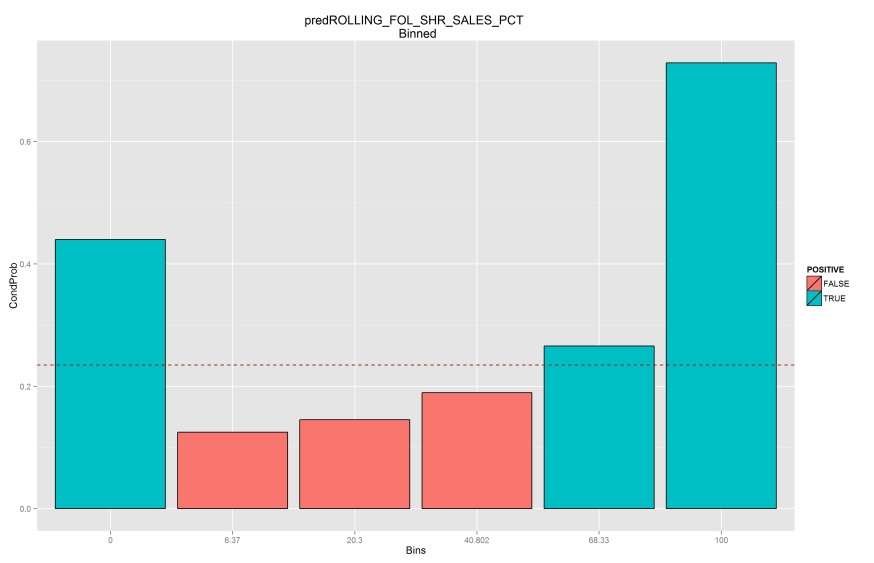 predROLLING_FOL_SHR_SALES_PCT
Binned
CondProb
0.6
0.4
0.2
0.0
0 6.37 20.3 40.802 68.33 100
Bins
POSITIVE
FALSE
TRUE